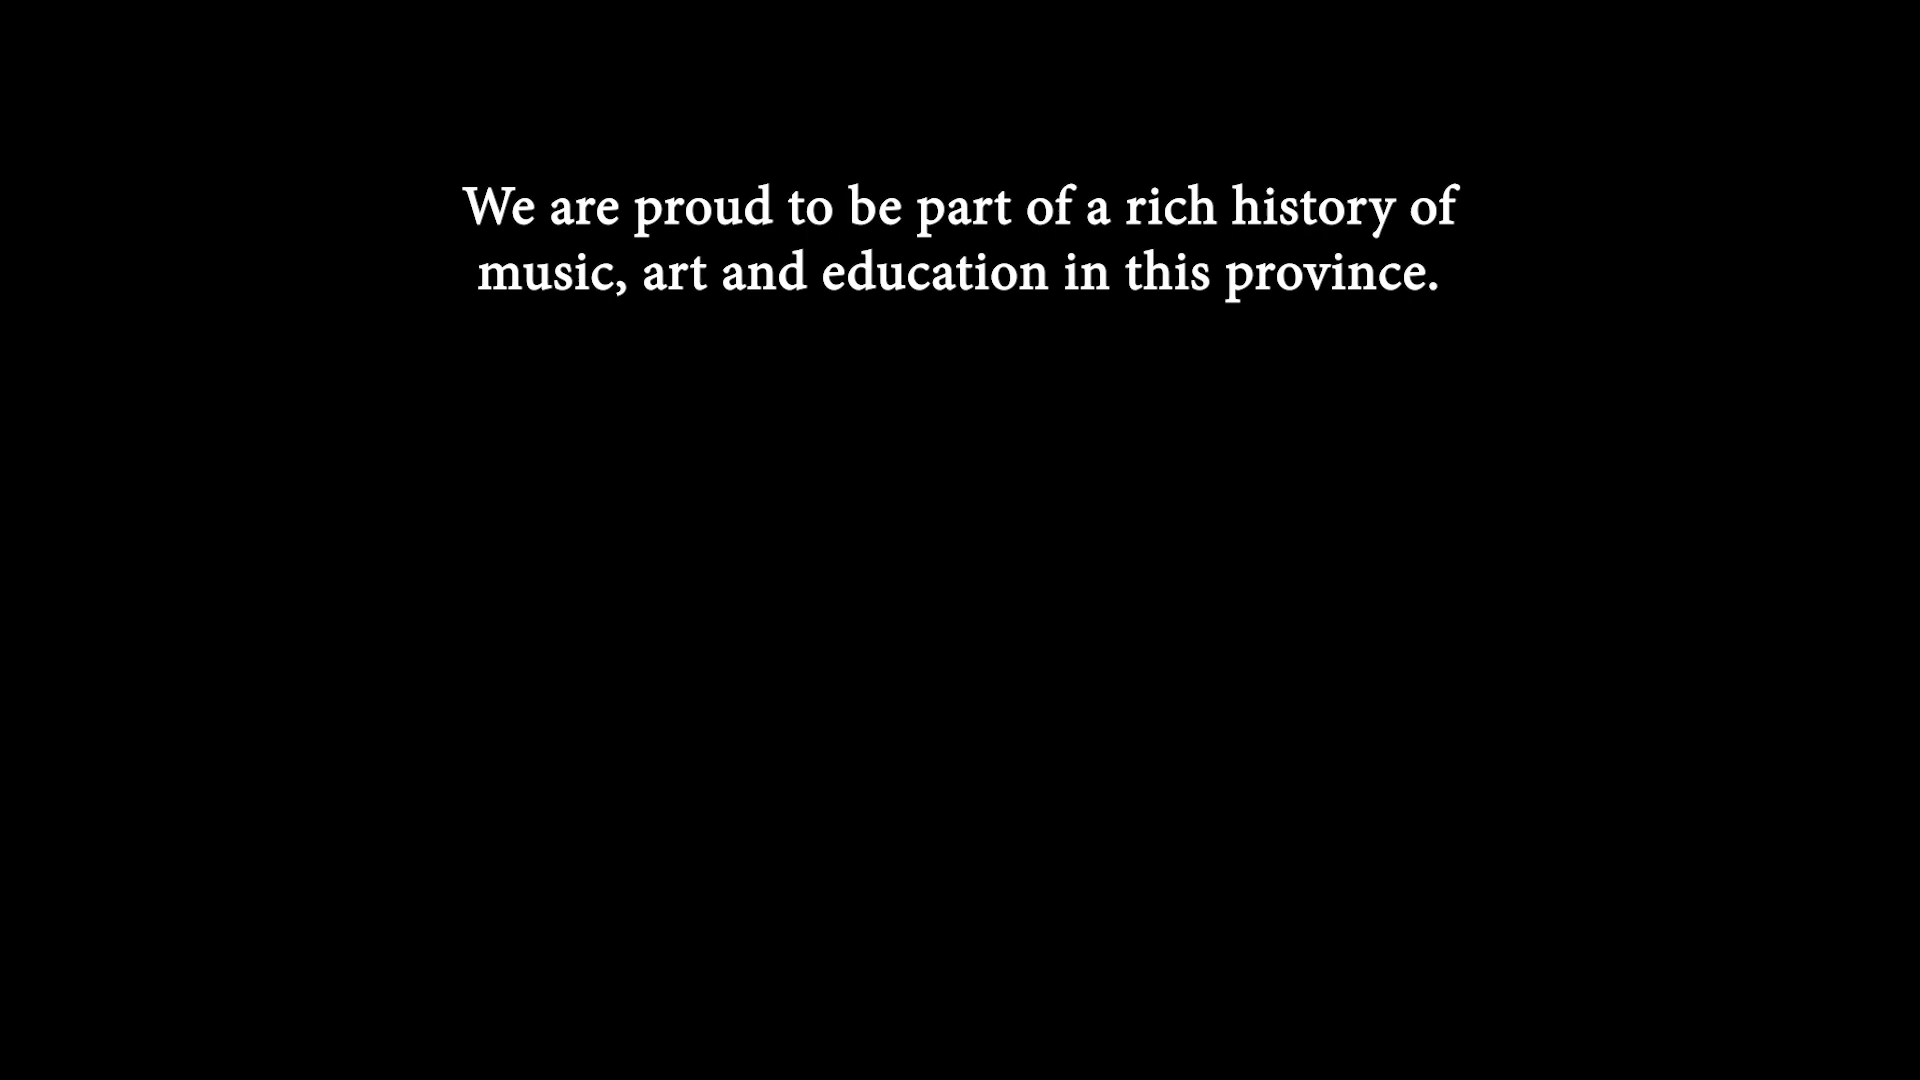 We are proud to be part of a rich history of
music, art and education in this province.